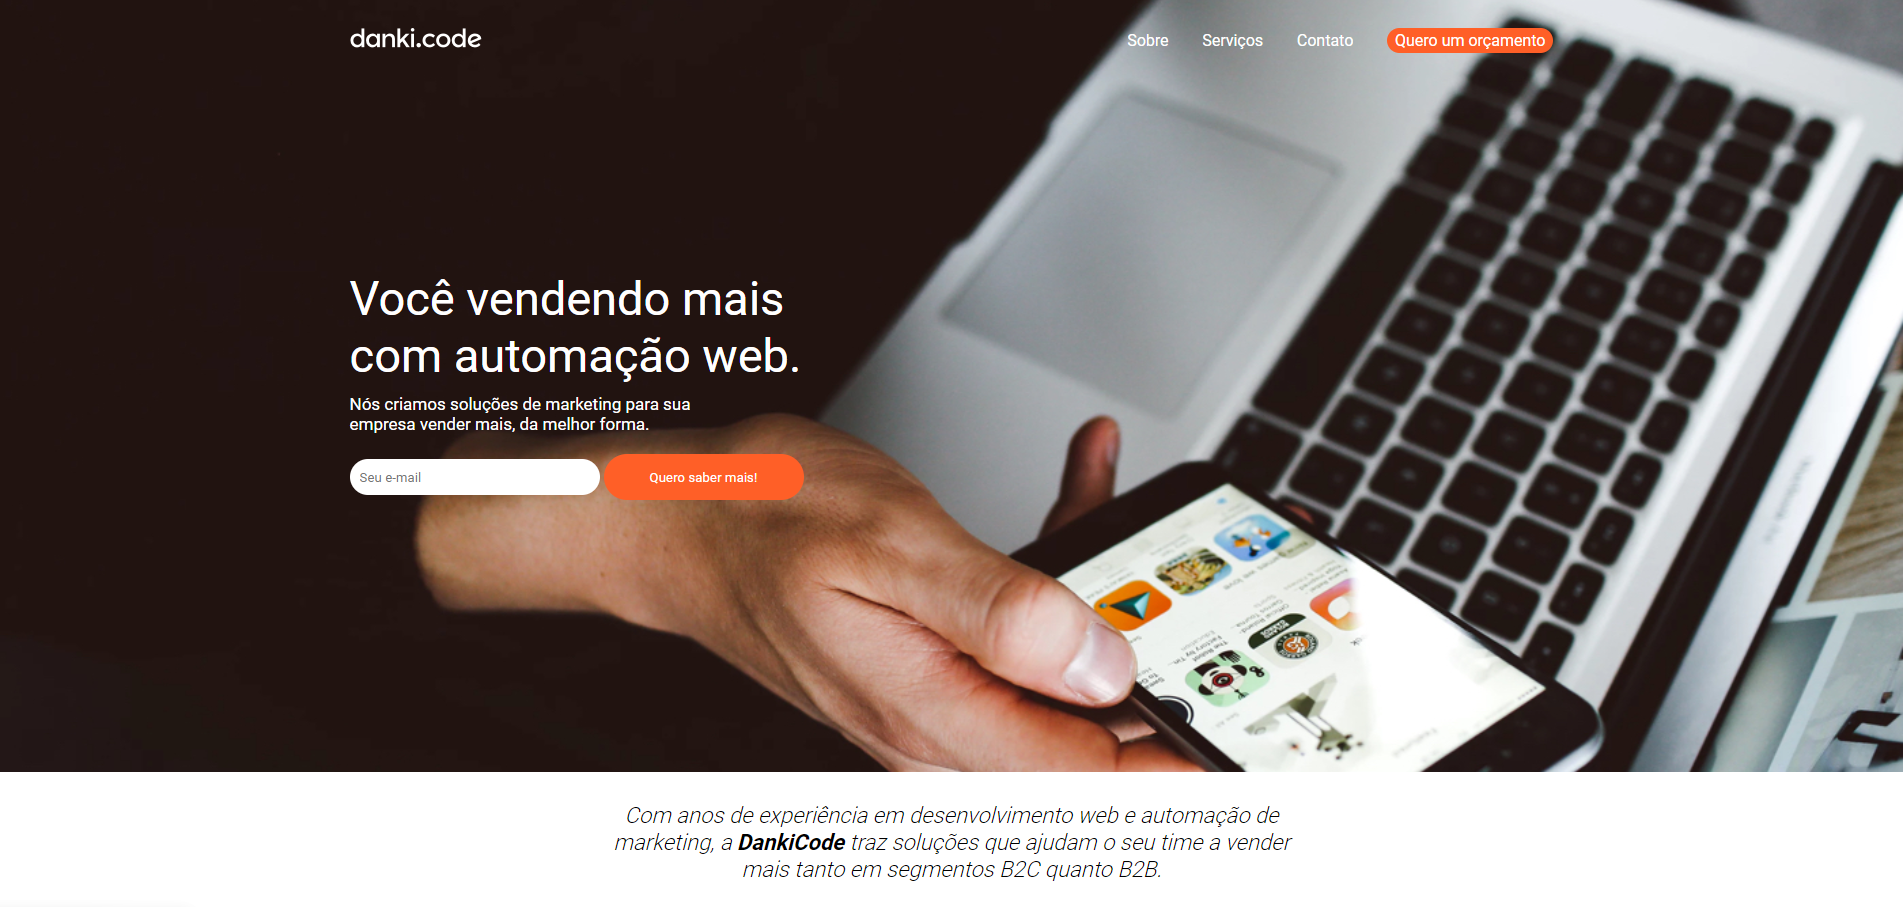 danki.code
Sobre Serviços Contato Quero um orçamento
Você vendendo mais
com automação web.
Nós criamos soluções de marketing para sua
empresa vender mais, da melhor forma.
Seu e-mail Quero saber mais!
Com anos de experiência em desenvolvimento web e automação de
marketing, a DankiCode traz soluções que ajudam o seu time a vender
mais tanto em segmentos B2C quanto B2B.